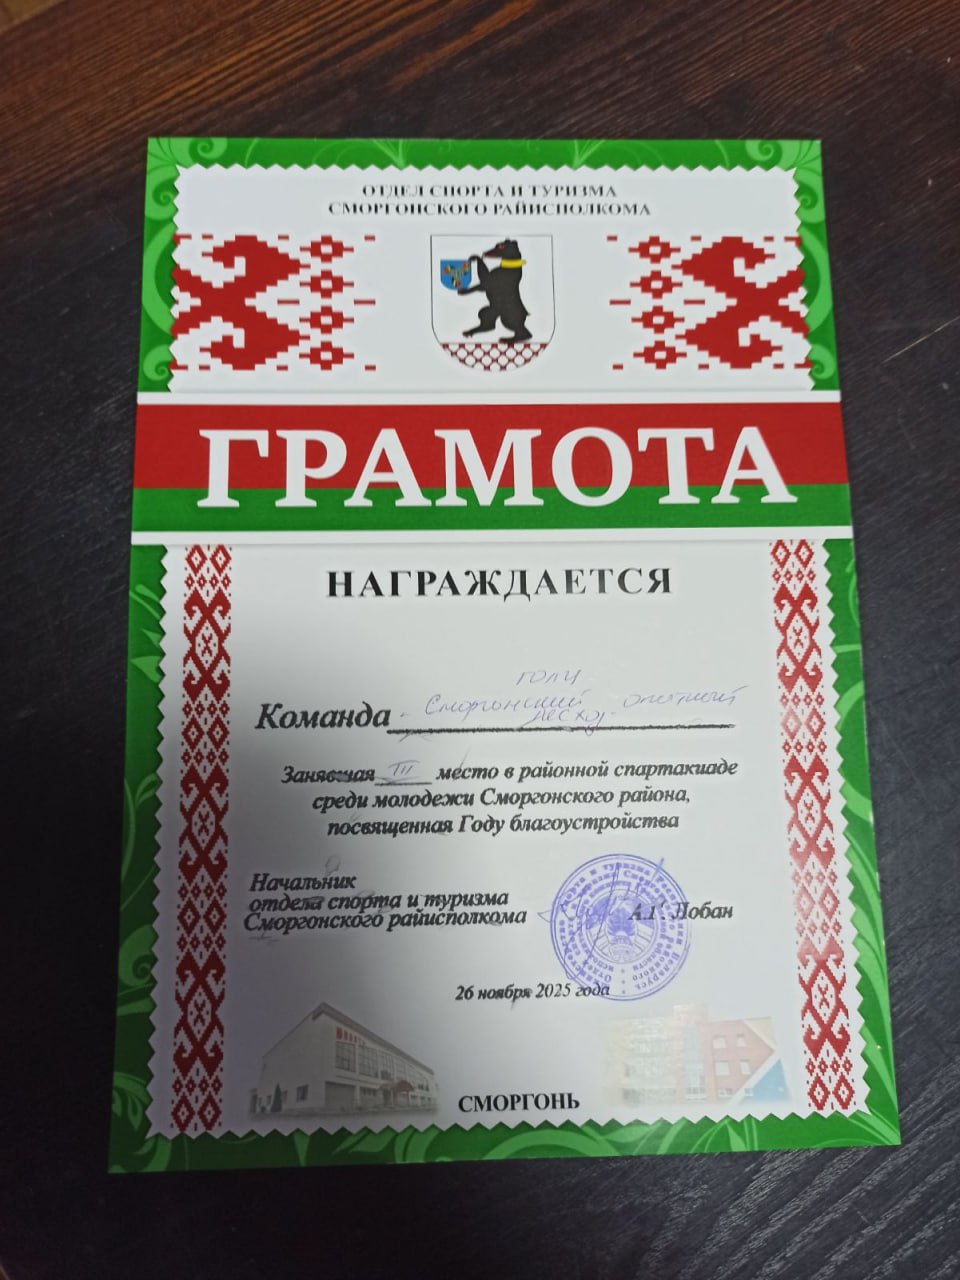 ОТДЕЛ СПОРТА И ТУРИЗМА
СМОРГОНСКОГО РАЙИСПОЛКОМА
ГРАМОТА
НАГРАЖДАЕТСЯ
ГОЛУ
Команда Сморгонский опытный
лесхоз
Занявшая III место в районной спартакиаде
среди молодежи Сморгонского района,
посвященная Году благоустройства
Начальник
отдела спорта и туризма
Сморгонского райисполкома А.Г. Лобан
26 ноября 2025 года
СМОРГОНЬ